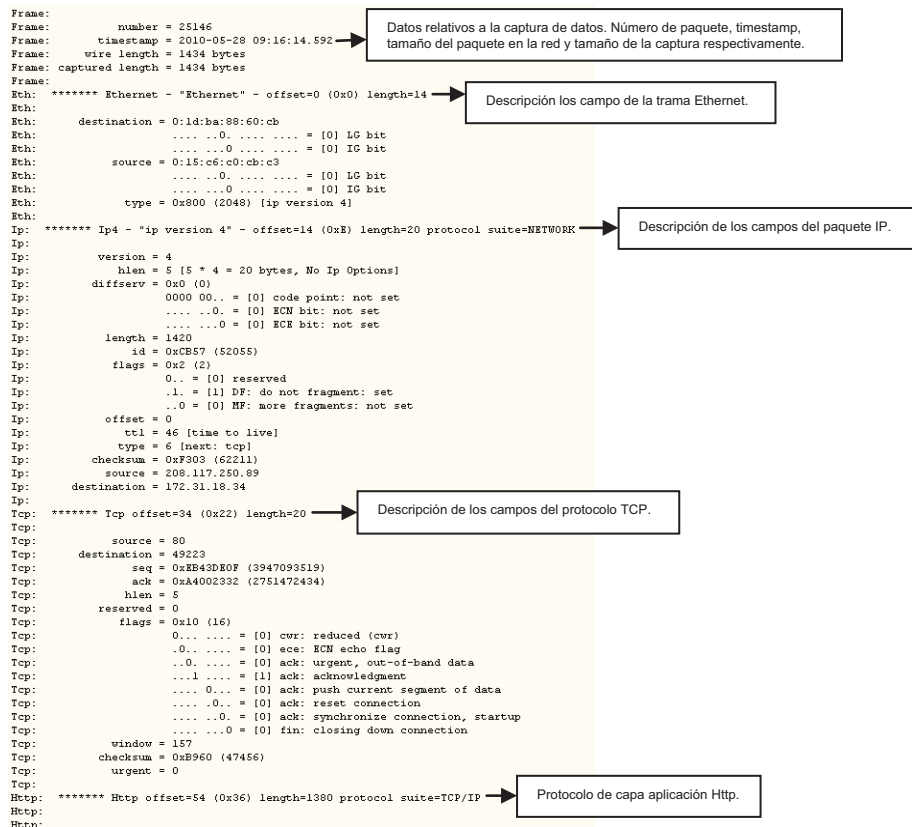 Frame:
Frame: number = 25146
Frame: timestamp = 2010-05-28 09:16:14.592
Frame: wire length = 1434 bytes
Frame: captured length = 1434 bytes
Frame:
Datos relativos a la captura de datos. Número de paquete, timestamp,
tamaño del paquete en la red y tamaño de la captura respectivamente.
Eth: ******* Ethernet - "Ethernet" - offset=0 (0x0) length=14
Descripción los campo de la trama Ethernet.
Eth:
Eth: destination = 0:1d:ba:88:60:cb
Eth: .... ..0. .... .... = [0] LG bit
Eth: .... ...0 .... .... = [0] IG bit
Eth: source = 0:15:c6:c0:cb:c3
Eth: .... ..0. .... .... = [0] LG bit
Eth: .... ...0 .... .... = [0] IG bit
Eth: type = 0x800 (2048) [ip version 4]
Eth:
Ip: ******* Ip4 - "ip version 4" - offset=14 (0xE) length=20 protocol suite=NETWORK
Descripción de los campos del paquete IP.
Ip:
Ip: version = 4
Ip: hlen = 5 [5 * 4 = 20 bytes, No Ip Options]
Ip: diffserv = 0x0 (0)
Ip: 0000 00.. = [0] code point: not set
Ip: .... ..0. = [0] ECN bit: not set
Ip: .... ...0 = [0] ECE bit: not set
Ip: length = 1420
Ip: id = 0xCB57 (52055)
Ip: flags = 0x2 (2)
Ip: 0.. = [0] reserved
Ip: .1. = [1] DF: do not fragment: set
Ip: ..0 = [0] MF: more fragments: not set
Ip: offset = 0
Ip: ttl = 46 [time to live]
Ip: type = 6 [next: tcp]
Ip: checksum = 0xF303 (62211)
Ip: source = 208.117.250.89
Ip: destination = 172.31.18.34
Ip:
Tcp: ******* Tcp offset=34 (0x22) length=20
Descripción de los campos del protocolo TCP.
Tcp:
Tcp: source = 80
Tcp: destination = 49223
Tcp: seq = 0xEB43DE0F (3947093519)
Tcp: ack = 0xA4002332 (2751472434)
Tcp: hlen = 5
Tcp: reserved = 0
Tcp: flags = 0x10 (16)
Tcp: 0... .... = [0] cwr: reduced (cwr)
Tcp: .0.. .... = [0] ece: ECN echo flag
Tcp: ..0. .... = [0] ack: urgent, out-of-band data
Tcp: ...1 .... = [1] ack: acknowledgment
Tcp: .... 0... = [0] ack: push current segment of data
Tcp: .... .0.. = [0] ack: reset connection
Tcp: .... ..0. = [0] ack: synchronize connection, startup
Tcp: .... ...0 = [0] fin: closing down connection
Tcp: window = 157
Tcp: checksum = 0xB960 (47456)
Tcp: urgent = 0
Tcp:
Http: ******* Http offset=54 (0x36) length=1380 protocol suite=TCP/IP
Protocolo de capa aplicación Http.
Http:
Http: